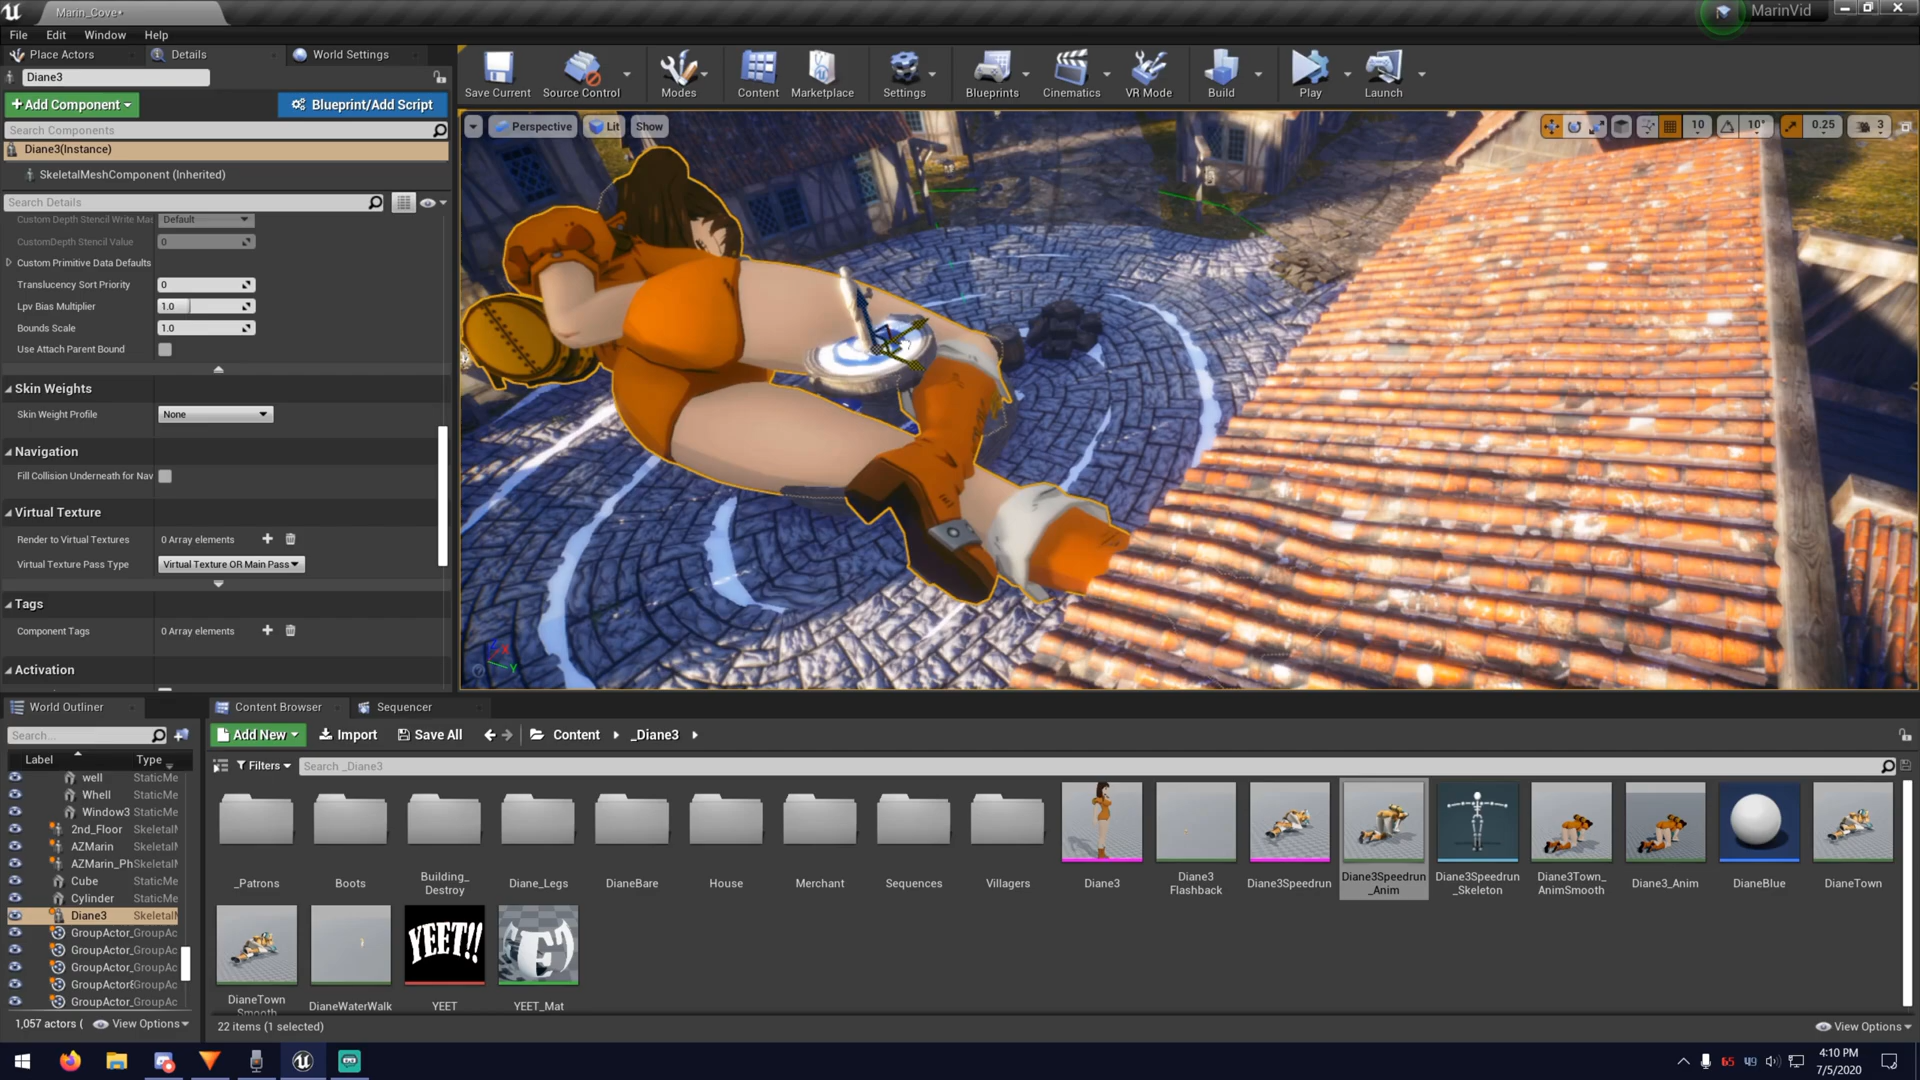 Marin_Cove•
MarinVid
File Edit Window Help
Place Actors
Details
World Settings
Diane3
+Add Component
Blueprint/Add Script
Search Components
Diane3(Instance)
SkeletalMeshComponent (Inherited)
Search Details
Custom Depth Stencil Write Mas Default
CustomDepth Stencil Value 0
Custom Primitive Data Defaults
Translucency Sort Priority 0
Lpv Bias Multiplier 1.0
Bounds Scale 1.0
Use Attach Parent Bound
Skin Weights
Skin Weight Profile None
Navigation
Fill Collision Underneath for Nav
Virtual Texture
Render to Virtual Textures 0 Array elements
Virtual Texture Pass Type Virtual Texture OR Main Pass
Tags
Component Tags 0 Array elements
Activation
Save Current
Source Control
Modes
Content
Marketplace
Settings
Blueprints
Cinematics
VR Mode
Build
Play
Launch
Perspective
Lit
Show
10
10°
0.25
3
X
Y
World Outliner
Search...
Label Type
well StaticMe
Whell StaticMe
Window3 StaticMe
2nd_Floor SkeletalM
AZMarin SkeletalM
AZMarin_Ph SkeletalM
Cube StaticMe
Cylinder StaticMe
Diane3 SkeletalM
GroupActor_ GroupAc
GroupActor_ GroupAc
GroupActor_ GroupAc
GroupActor8 GroupAc
GroupActor_ GroupAc
1,057 actors ( View Options
Content Browser
Sequencer
Add New
Import
Save All
Content
_Diane3
Filters
Search _Diane3
_Patrons
Boots
Building_
Destroy
Diane_Legs
DianeBare
House
Merchant
Sequences
Villagers
Diane3
Diane3
Flashback
Diane3Speedrun
Diane3Speedrun
_Anim
Diane3Speedrun
_Skeleton
Diane3Town_
AnimSmooth
Diane3_Anim
DianeBlue
DianeTown
YEET!!
DianeTown
Smooth
DianeWaterWalk
YEET
YEET_Mat
22 items (1 selected)
View Options
65
49
4:10 PM
7/5/2020